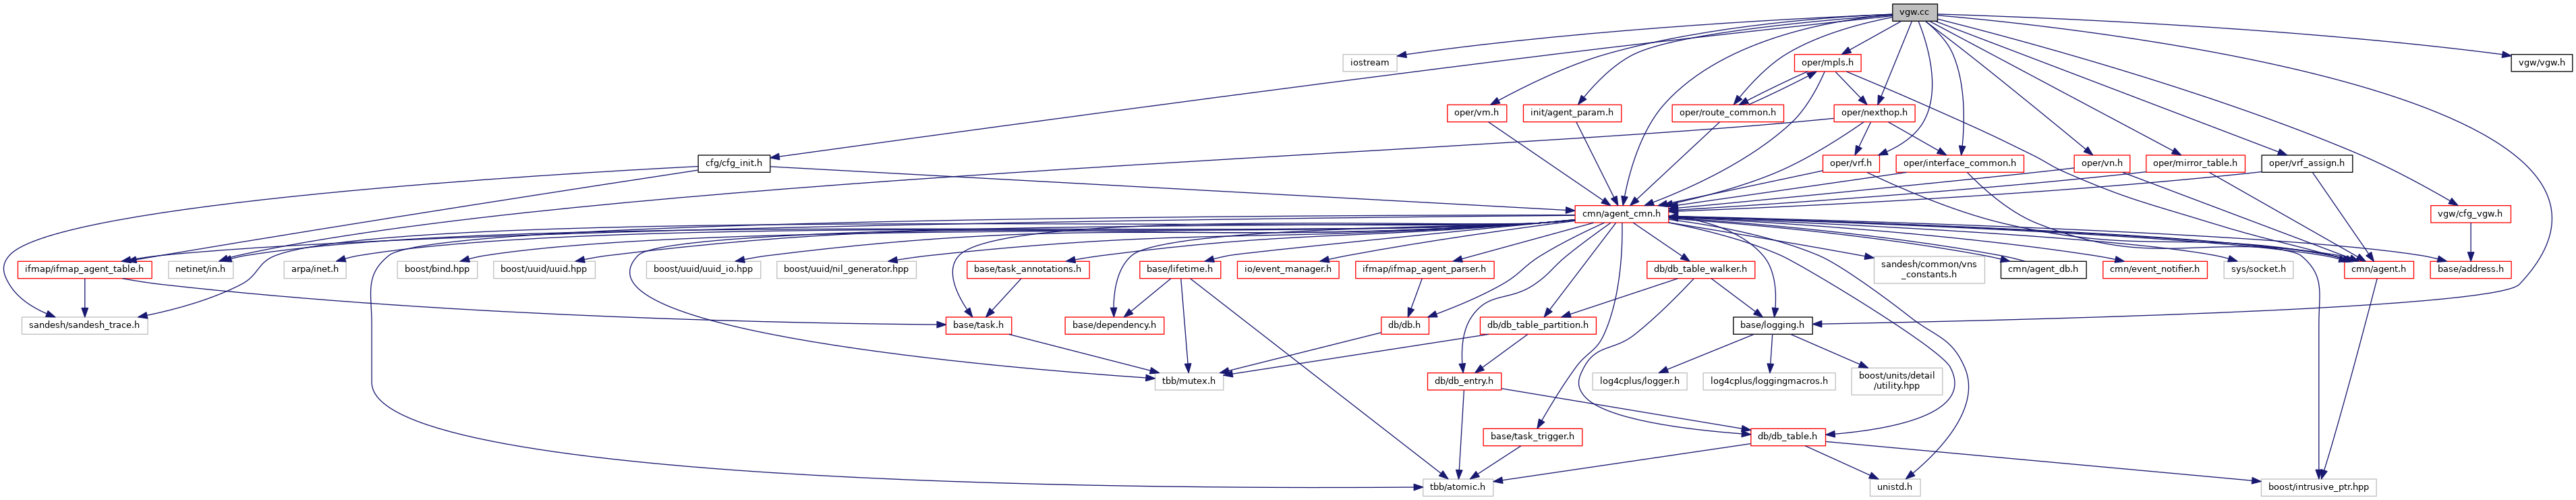 vgw.cc
iostream
oper/mpls.h
vgw/vgw.h
oper/vm.h
init/agent_param.h
oper/route_common.h
oper/nexthop.h
cfg/cfg_init.h
oper/vrf.h
oper/interface_common.h
oper/vn.h
oper/mirror_table.h
oper/vrf_assign.h
cmn/agent_cmn.h
vgw/cfg_vgw.h
ifmap/ifmap_agent_table.h
netinet/in.h
arpa/inet.h
boost/bind.hpp
boost/uuid/uuid.hpp
boost/uuid/uuid_io.hpp
boost/uuid/nil_generator.hpp
base/task_annotations.h
base/lifetime.h
io/event_manager.h
ifmap/ifmap_agent_parser.h
db/db_table_walker.h
sandesh/common/vns
_constants.h
cmn/agent_db.h
cmn/event_notifier.h
sys/socket.h
cmn/agent.h
base/address.h
sandesh/sandesh_trace.h
base/task.h
base/dependency.h
db/db.h
db/db_table_partition.h
base/logging.h
tbb/mutex.h
db/db_entry.h
log4cplus/logger.h
log4cplus/loggingmacros.h
boost/units/detail
/utility.hpp
base/task_trigger.h
db/db_table.h
tbb/atomic.h
unistd.h
boost/intrusive_ptr.hpp